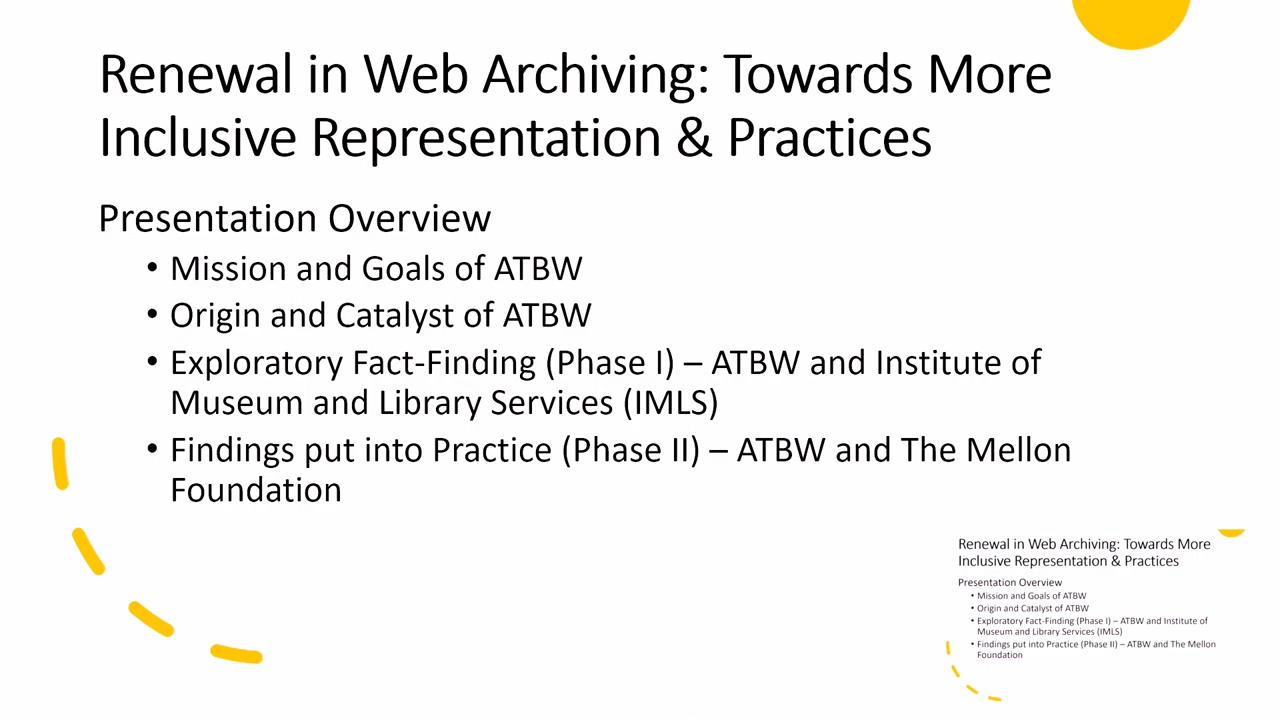 Renewal in Web Archiving: Towards More
Inclusive Representation & Practices
Presentation Overview
• Mission and Goals of ATBW
• Origin and Catalyst of ATBW
• Exploratory Fact-Finding (Phase I) – ATBW and Institute of
Museum and Library Services (IMLS)
• Findings put into Practice (Phase II) – ATBW and The Mellon
Foundation
Renewal in Web Archiving: Towards More
Inclusive Representation & Practices
Presentation Overview
• Mission and Goals of ATBW
• Origin and Catalyst of ATBW
• Exploratory Fact-Finding (Phase I) – ATBW and Institute of
Museum and Library Services (IMLS)
• Findings put into Practice (Phase II) – ATBW and The Mellon
Foundation